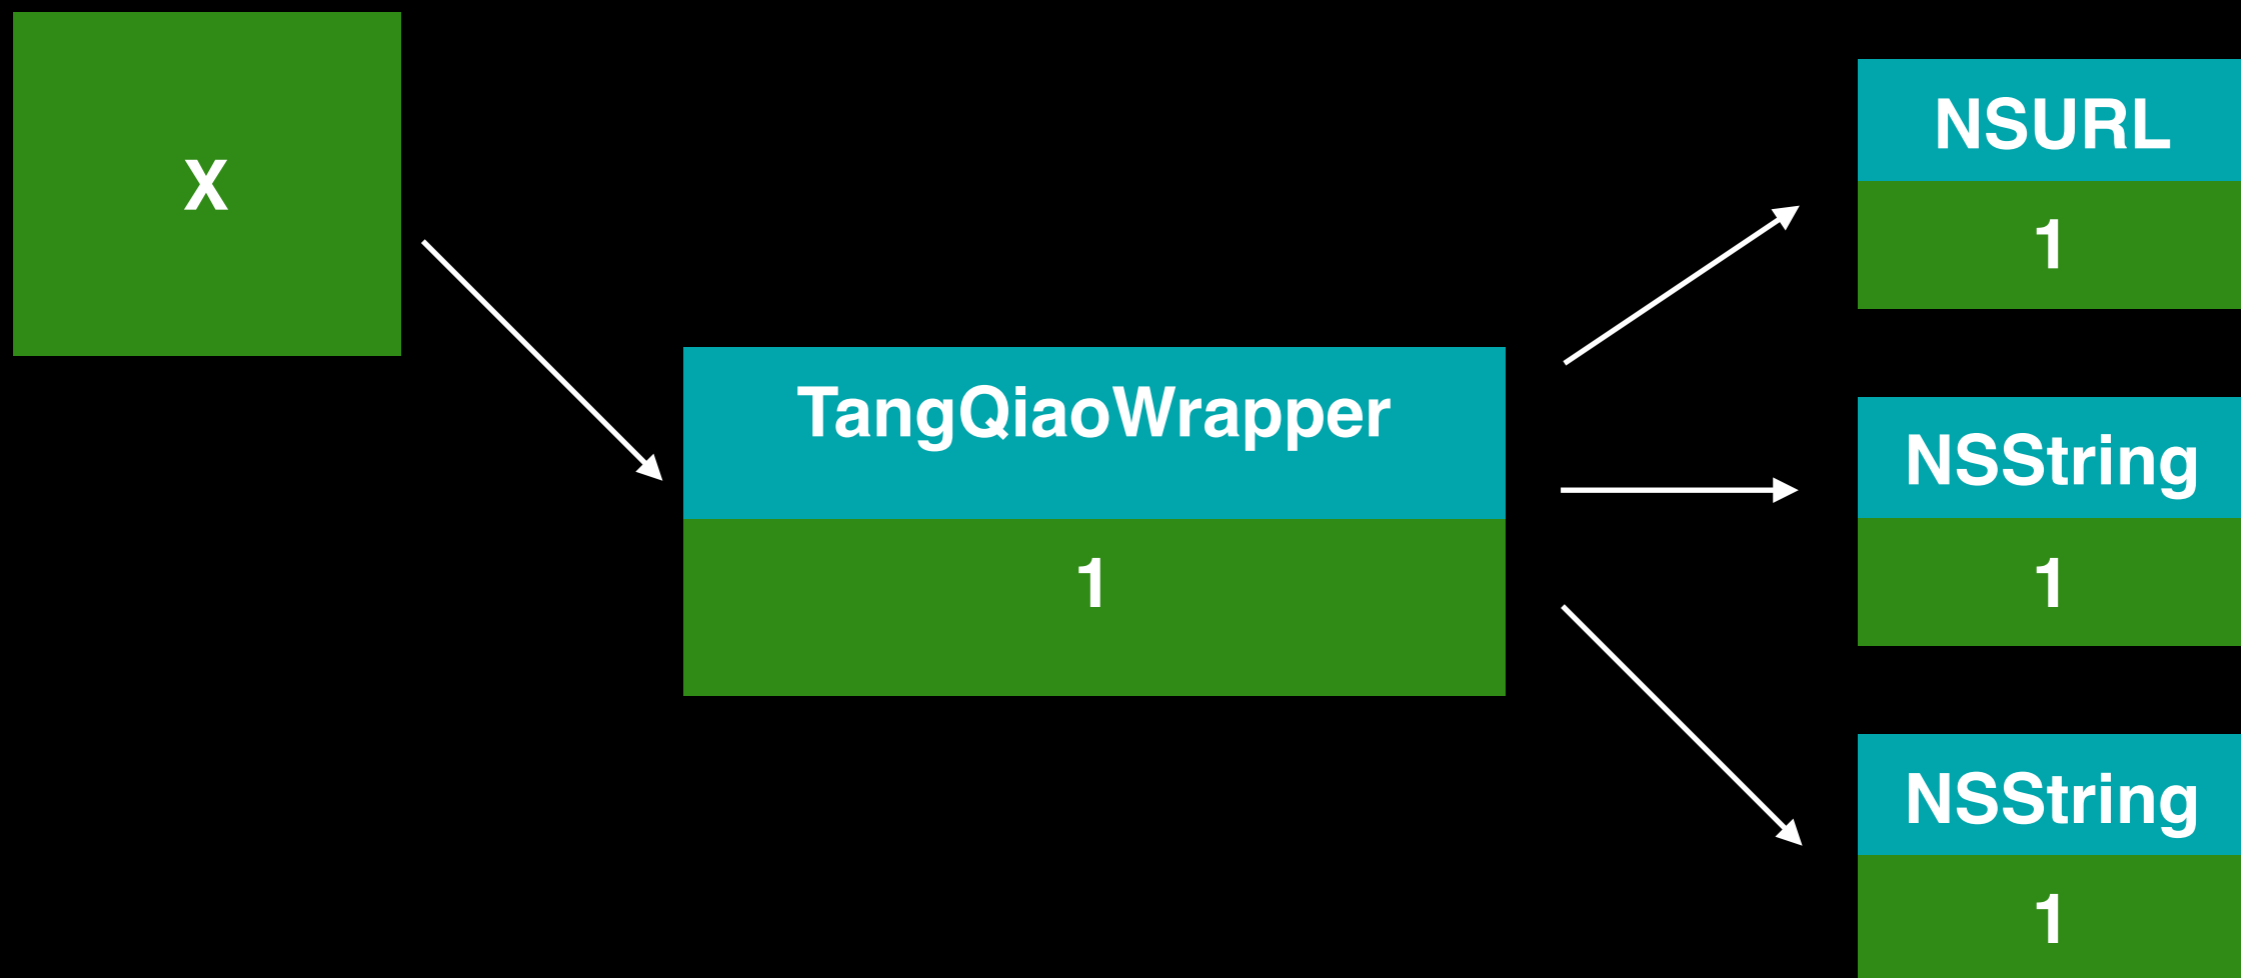 X
TangQiaoWrapper
1
NSURL
1
NSString
1
NSString
1